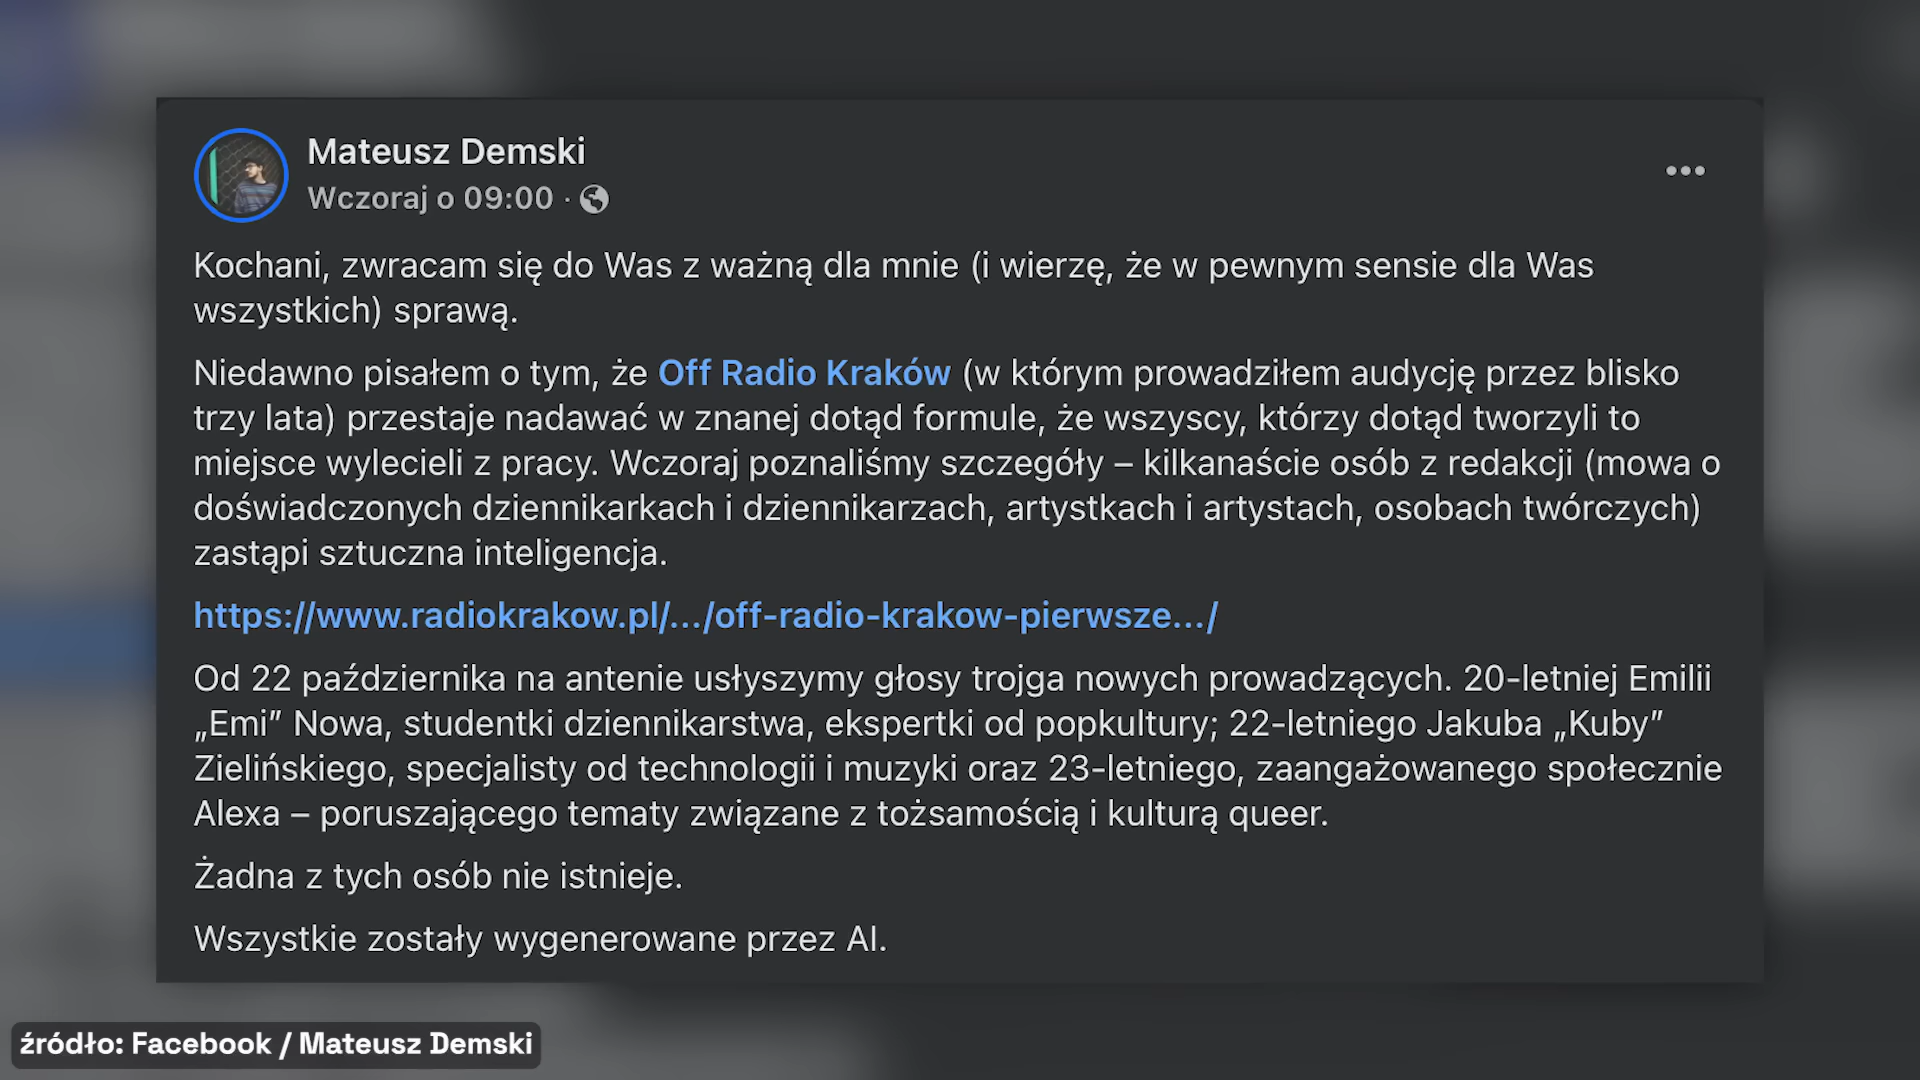 Mateusz Demski
Wczoraj o 09:00 ·
Kochani, zwracam się do Was z ważną dla mnie (i wierzę, że w pewnym sensie dla Was
wszystkich) sprawą.
Niedawno pisałem o tym, że Off Radio Kraków (w którym prowadziłem audycję przez blisko
trzy lata) przestaje nadawać w znanej dotąd formule, że wszyscy, którzy dotąd tworzyli to
miejsce wylecieli z pracy. Wczoraj poznaliśmy szczegóły – kilkanaście osób z redakcji (mowa o
doświadczonych dziennikarkach i dziennikarzach, artystkach i artystach, osobach twórczych)
zastąpi sztuczna inteligencja.
https://www.radiokrakow.pl/.../off-radio-krakow-pierwsze.../
Od 22 października na antenie usłyszymy głosy trojga nowych prowadzących. 20-letniej Emilii
„Emi” Nowa, studentki dziennikarstwa, ekspertki od popkultury; 22-letniego Jakuba „Kuby”
Zielińskiego, specjalisty od technologii i muzyki oraz 23-letniego, zaangażowanego społecznie
Alexa – poruszającego tematy związane z tożsamością i kulturą queer.
Żadna z tych osób nie istnieje.
Wszystkie zostały wygenerowane przez AI.
źródło: Facebook / Mateusz Demski